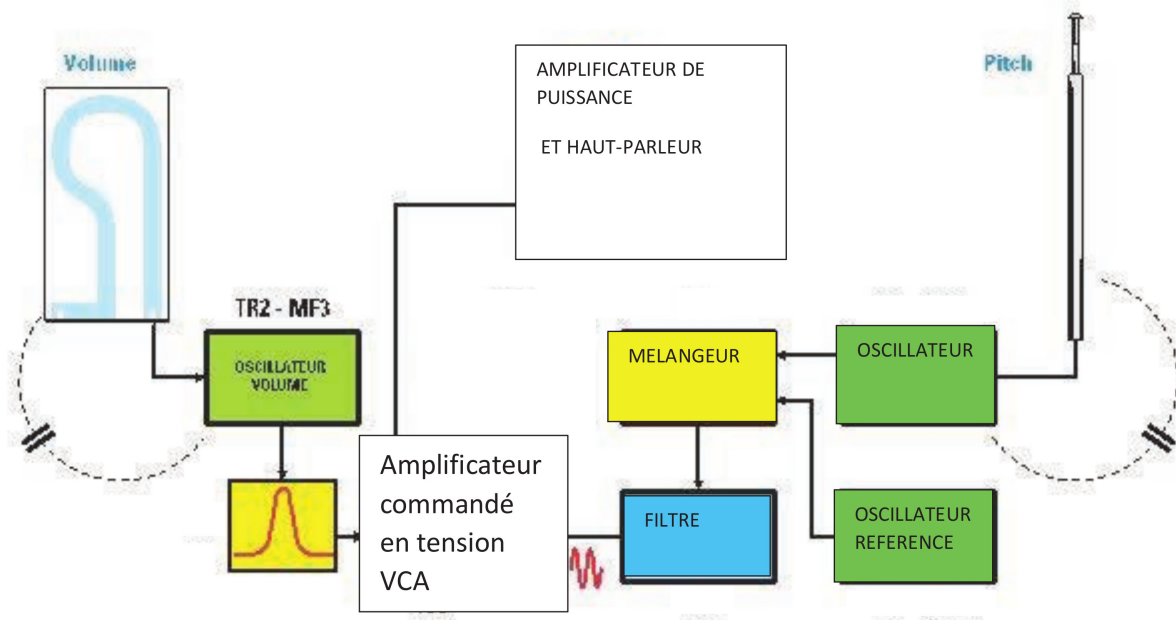 Volume
AMPLIFICATEUR DE
PUISSANCE
ET HAUT-PARLEUR
Pitch
TR2 - MF3
OSCILLATEUR
VOLUME
MELANGEUR
OSCILLATEUR
Amplificateur
commandé
en tension
VCA
FILTRE
OSCILLATEUR
REFERENCE